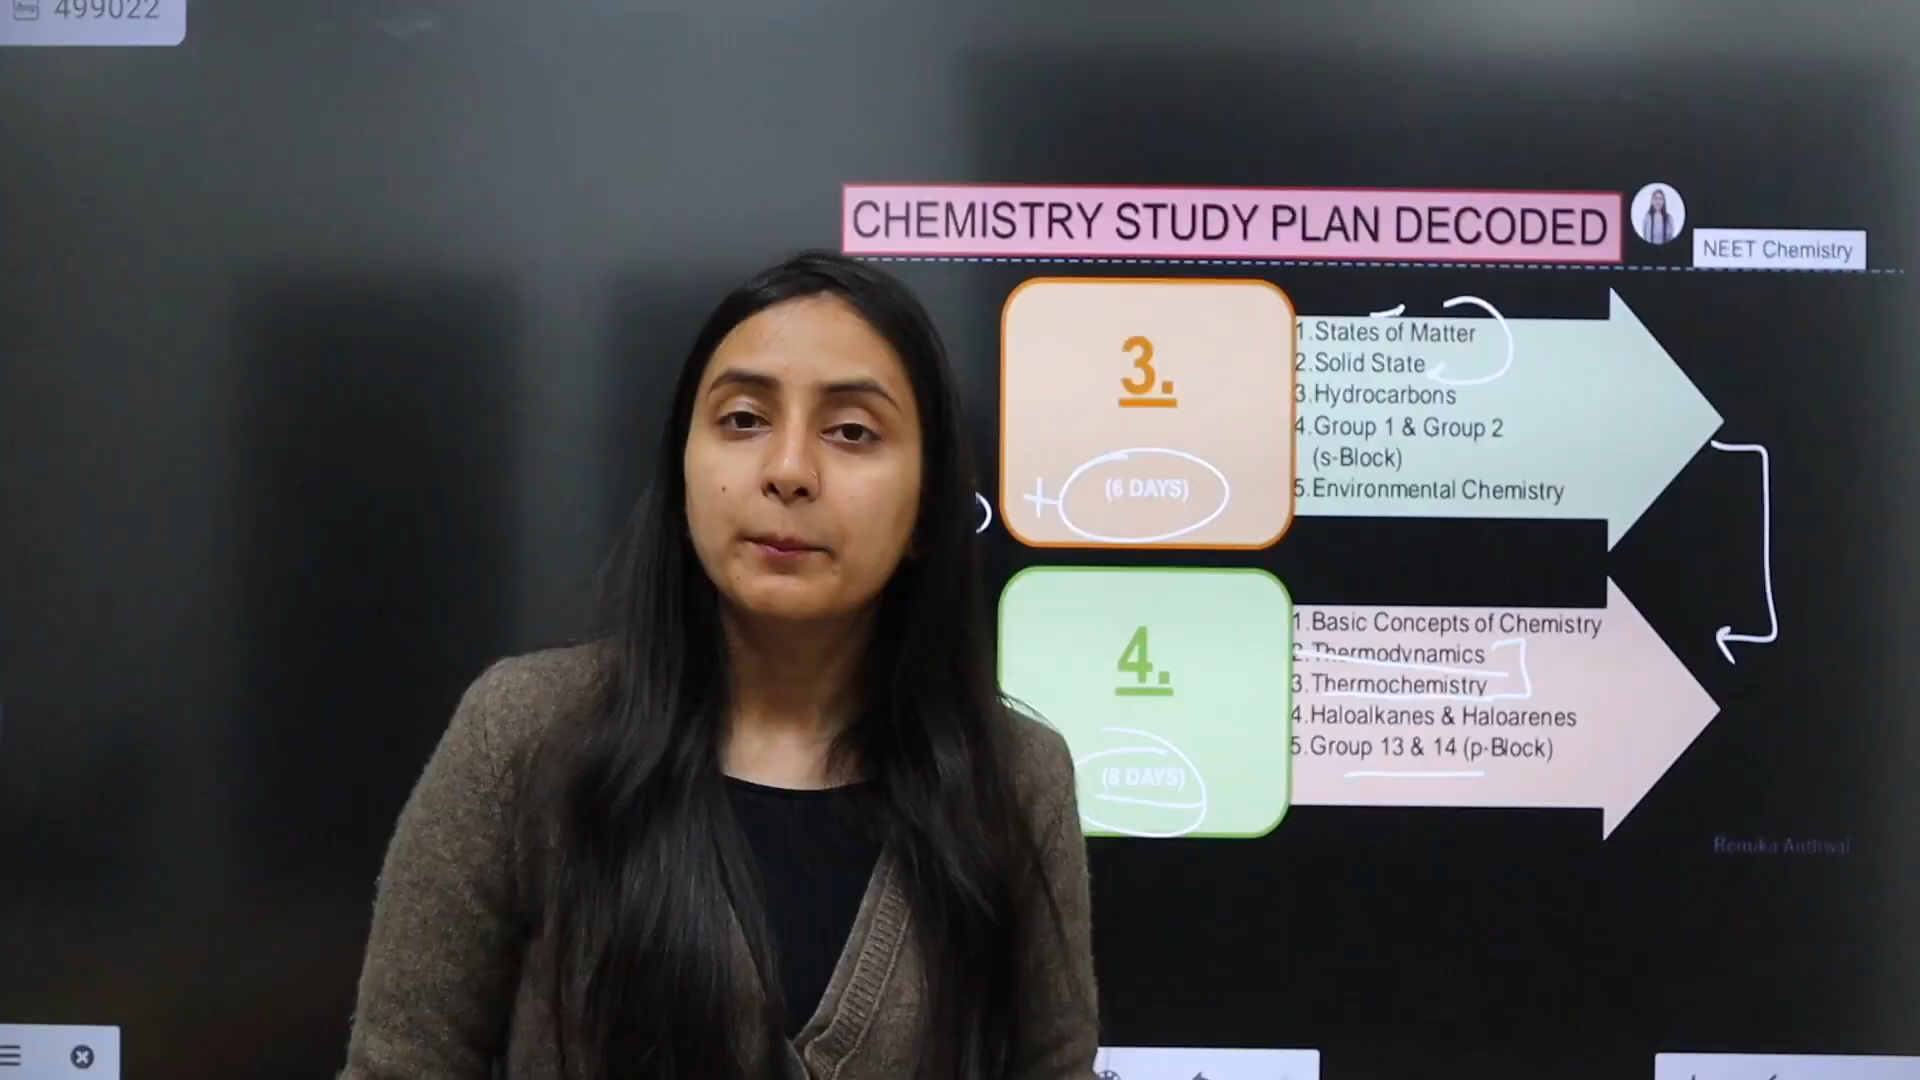 499022
CHEMISTRY STUDY PLAN DECODED
NEET Chemistry
3.
+ (6 DAYS)
1.States of Matter
2.Solid State
3.Hydrocarbons
4.Group 1 & Group 2
(s-Block)
5.Environmental Chemistry
4.
(8 DAYS)
1.Basic Concepts of Chemistry
2.Thermodynamics
3.Thermochemistry
4.Haloalkanes & Haloarenes
5.Group 13 & 14 (p-Block)
Renuka Anthwal